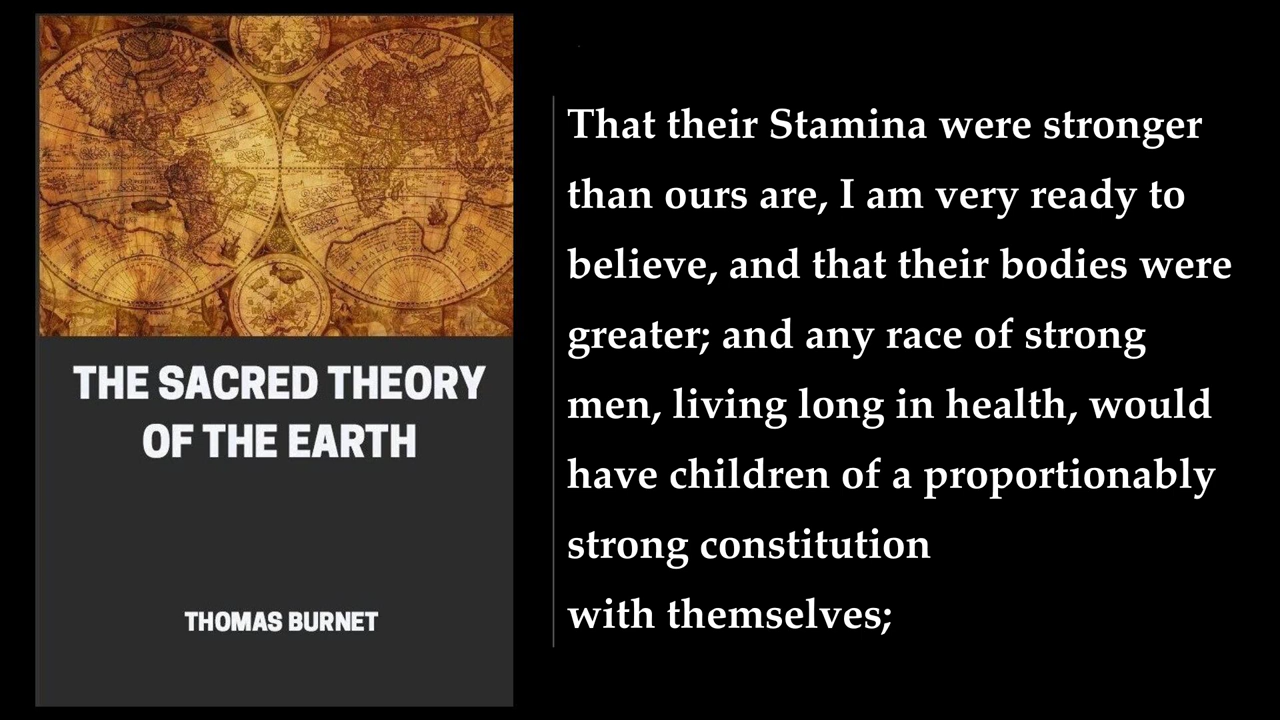 THE SACRED THEORY
OF THE EARTH
THOMAS BURNET
That their Stamina were stronger
than ours are, I am very ready to
believe, and that their bodies were
greater; and any race of strong
men, living long in health, would
have children of a proportionably
strong constitution
with themselves;